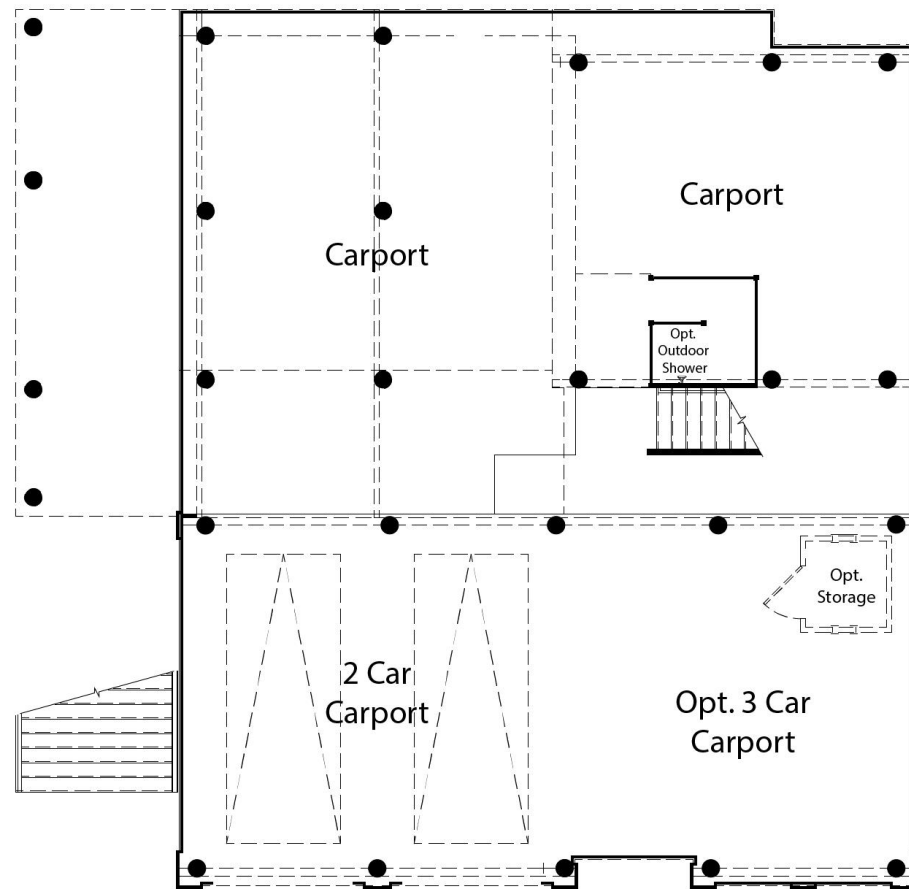 Carport
Carport
Opt.
Outdoor
Shower
Opt.
Storage
2 Car
Carport
Opt. 3 Car
Carport